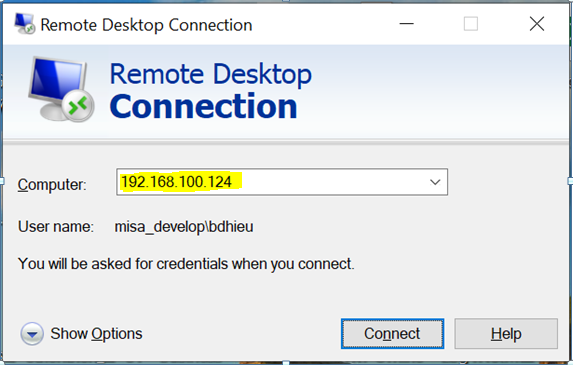 Remote Desktop Connection
Remote Desktop
Connection
Computer: 192.168.100.124
User name: misa_develop\bdhieu
You will be asked for credentials when you connect.
Show Options Connect Help